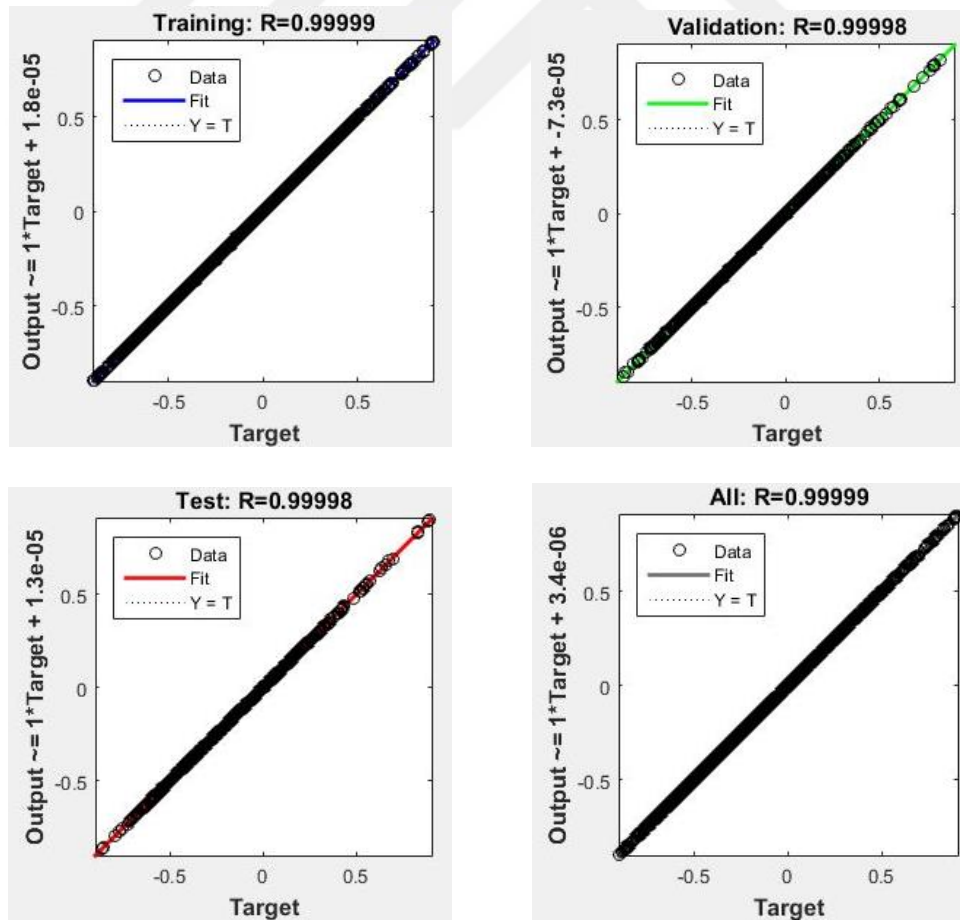 Training: R=0.99999
Output ~= 1*Target + 1.8e-05
Data
Fit
Y = T
0.5
0
-0.5
-0.5 0 0.5
Target
Validation: R=0.99998
Output ~= 1*Target + -7.3e-05
Data
Fit
Y = T
0.5
0
-0.5
-0.5 0 0.5
Target
Test: R=0.99998
Output ~= 1*Target + 1.3e-05
Data
Fit
Y = T
0.5
0
-0.5
-0.5 0 0.5
Target
All: R=0.99999
Output ~= 1*Target + 3.4e-06
Data
Fit
Y = T
0.5
0
-0.5
-0.5 0 0.5
Target